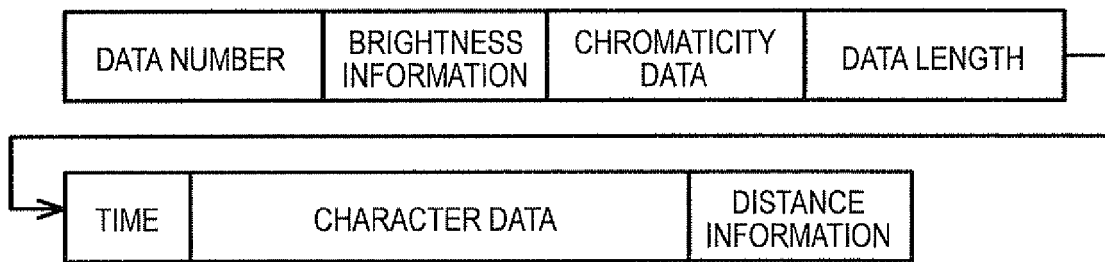 DATA NUMBER
BRIGHTNESS
INFORMATION
CHROMATICITY
DATA
DATA LENGTH
TIME
CHARACTER DATA
DISTANCE
INFORMATION